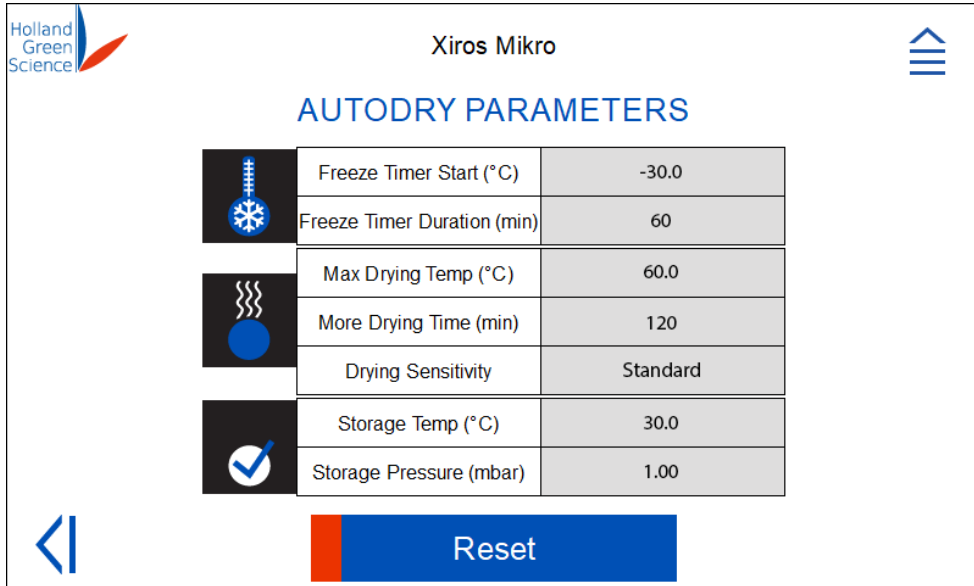 Holland
Green
Science
Xiros Mikro
AUTODRY PARAMETERS
Freeze Timer Start (°C) -30.0
Freeze Timer Duration (min) 60
Max Drying Temp (°C) 60.0
More Drying Time (min) 120
Drying Sensitivity Standard
Storage Temp (°C) 30.0
Storage Pressure (mbar) 1.00
Reset